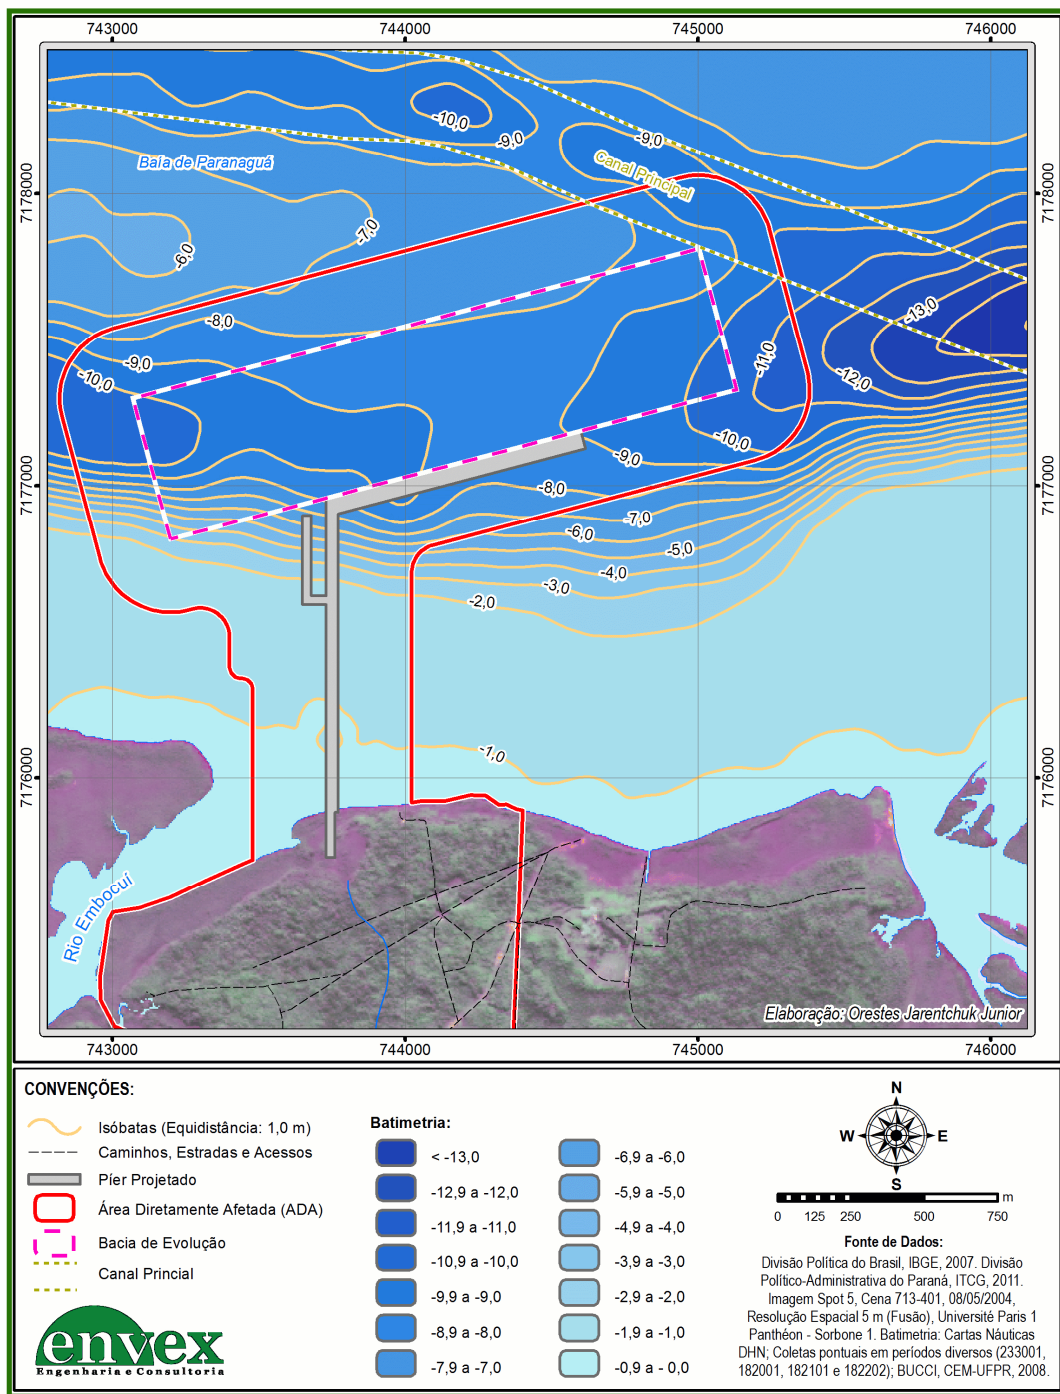 743000 744000 745000 746000
7178000
7177000
7176000
7178000
7177000
7176000
-10,0
-9,0
-9,0
Canal Principal
Baia de Paranaguá
-7,0
-6,0
-8,0
-9,0
-10,0
-13,0
-11,0
-12,0
-10,0
-9,0
-8,0
-7,0
-6,0
-5,0
-4,0
-3,0
-2,0
-1,0
Rio Embocuí
Elaboração: Orestes Jarentchuk Junior
743000 744000 745000 746000
CONVENÇÕES:
Isóbatas (Equidistância: 1,0 m)
Caminhos, Estradas e Acessos
Píer Projetado
Área Diretamente Afetada (ADA)
Bacia de Evolução
Canal Princial
envex
Engenharia e Consultoria
Batimetria:
< -13,0
-12,9 a -12,0
-11,9 a -11,0
-10,9 a -10,0
-9,9 a -9,0
-8,9 a -8,0
-7,9 a -7,0
-6,9 a -6,0
-5,9 a -5,0
-4,9 a -4,0
-3,9 a -3,0
-2,9 a -2,0
-1,9 a -1,0
-0,9 a - 0,0
N
W E
S
m
0 125 250 500 750
Fonte de Dados:
Divisão Política do Brasil, IBGE, 2007. Divisão
Político-Administrativa do Paraná, ITCG, 2011.
Imagem Spot 5, Cena 713-401, 08/05/2004,
Resolução Espacial 5 m (Fusão), Université Paris 1
Panthéon - Sorbone 1. Batimetria: Cartas Náuticas
DHN; Coletas pontuais em períodos diversos (233001,
182001, 182101 e 182202); BUCCI, CEM-UFPR, 2008.